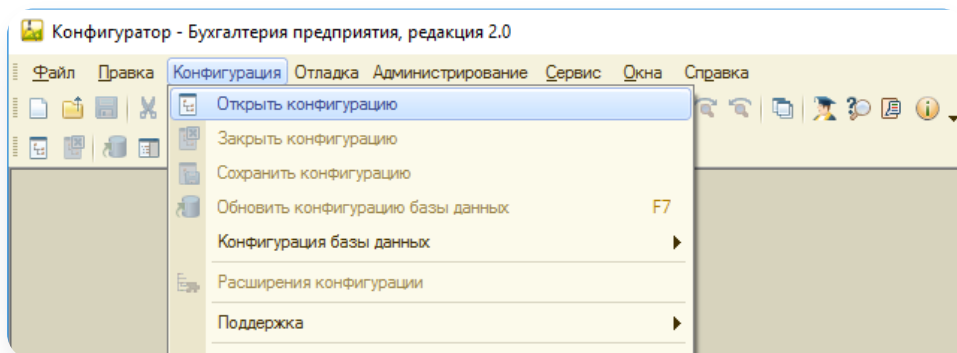 Конфигуратор - Бухгалтерия предприятия, редакция 2.0
Файл Правка Конфигурация Отладка Администрирование Сервис Окна Справка
Открыть конфигурацию
Закрыть конфигурацию
Сохранить конфигурацию
Обновить конфигурацию базы данных F7
Конфигурация базы данных
Расширения конфигурации
Поддержка